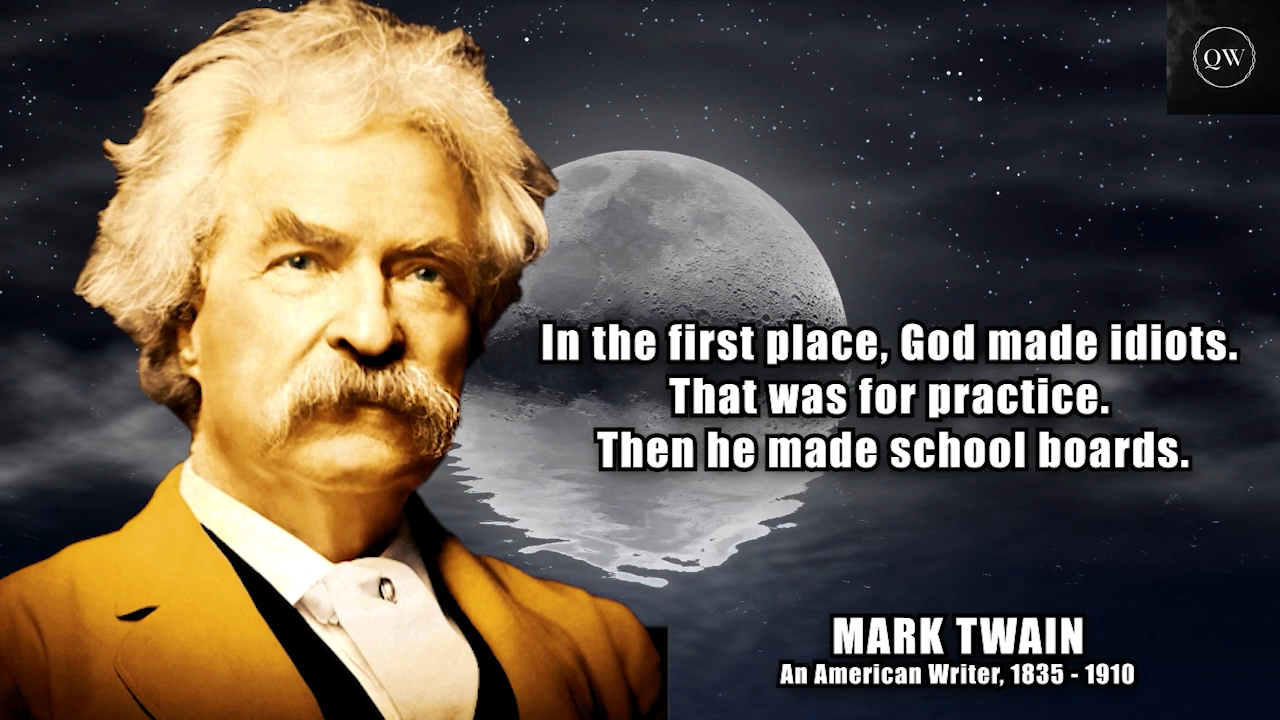 QW
In the first place, God made idiots.
That was for practice.
Then he made school boards.
MARK TWAIN
An American Writer, 1835 - 1910